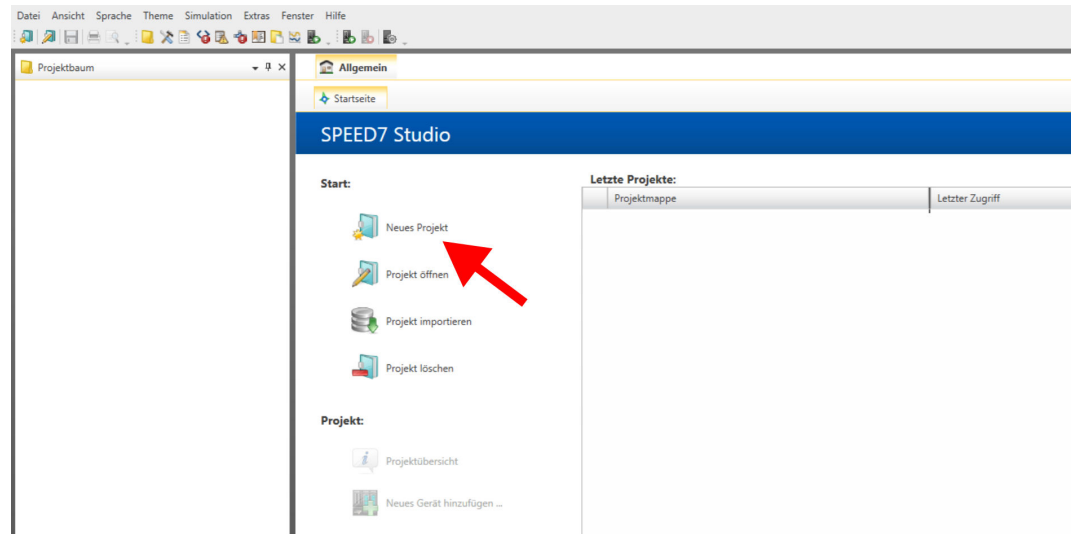 Datei Ansicht Sprache Theme Simulation Extras Fenster Hilfe
Projektbaum
Allgemein
Startseite
SPEED7 Studio
Start:
Letzte Projekte:
Projektmappe Letzter Zugriff
Neues Projekt
Projekt öffnen
Projekt importieren
Projekt löschen
Projekt:
Projektübersicht
Neues Gerät hinzufügen ...